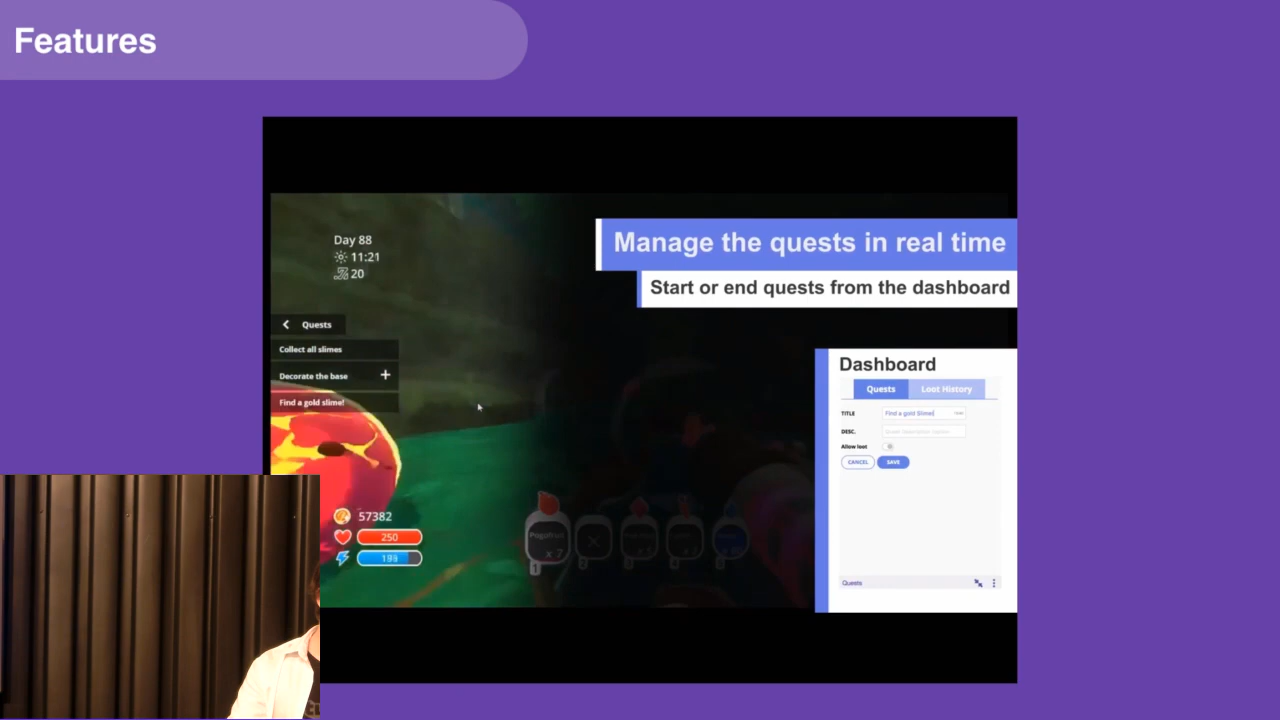 Features
Manage the quests in real time
Start or end quests from the dashboard
Day 88
11:21
20
Quests
Collect all slimes
Decorate the base +
Find a gold slime!
57382
250
Dashboard
Quests Loot History
TITLE Find a gold Slime!
DESC.
Allow loot
CANCEL SAVE
Quests
x 7
1